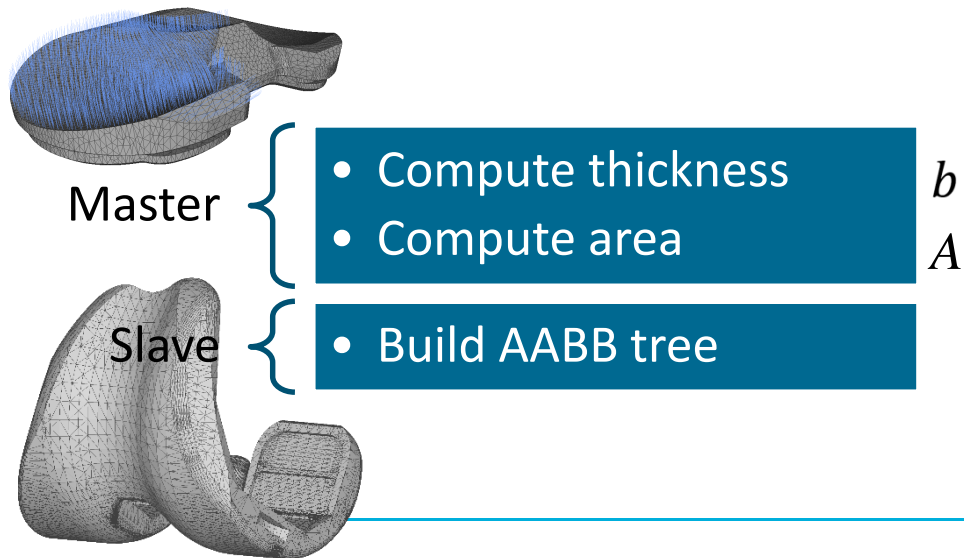 • Compute thickness b
Master
• Compute area A
Slave • Build AABB tree